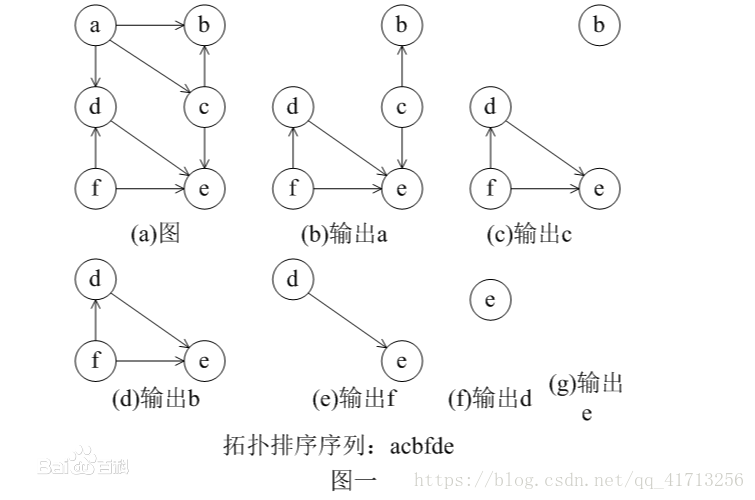 a b b
d c d c d
f e f e f e
(a)图 (b)输出a (c)输出c
d d e
f e e
(d)输出b (e)输出f (f)输出d (g)输出
e
拓扑排序序列：acbfde
Bai百科
图一 https://blog.csdn.net/qq_41713256